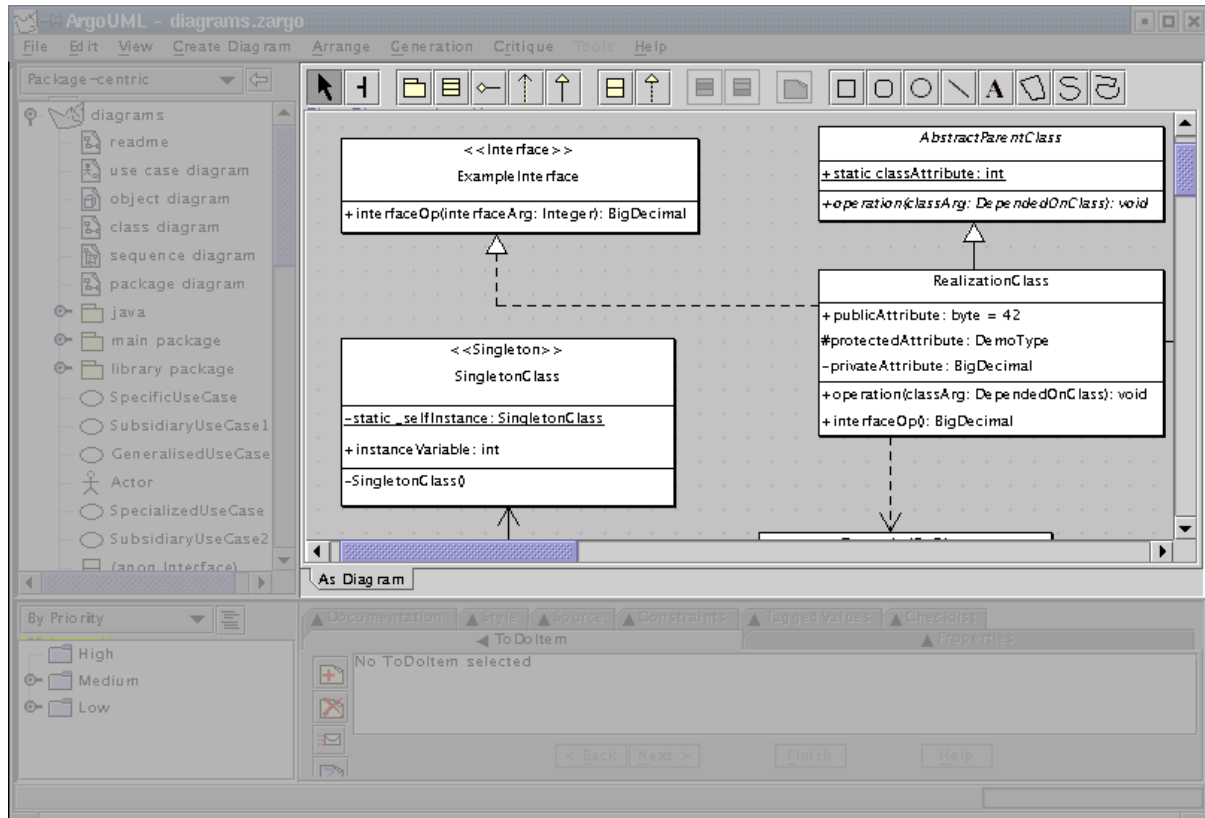 ArgoUML - diagrams.zargo
File Edit View Create Diagram Arrange Generation Critique Tools Help
Package-centric
diagrams
readme
use case diagram
object diagram
class diagram
sequence diagram
package diagram
java
main package
library package
SpecificUseCase
SubsidiaryUseCase1
GeneralisedUseCase
Actor
SpecializedUseCase
SubsidiaryUseCase2
(anon Interface)
A
<<Interface>>
ExampleInterface
+interfaceOp(interfaceArg: Integer): BigDecimal
AbstractParentClass
+static classAttribute: int
+operation(classArg: DependedOnClass): void
RealizationClass
+publicAttribute: byte = 42
#protectedAttribute: DemoType
-privateAttribute: BigDecimal
+operation(classArg: DependedOnClass): void
+interfaceOp(): BigDecimal
<<Singleton>>
SingletonClass
-static _selfInstance: SingletonClass
+instanceVariable: int
-SingletonClass()
As Diagram
By Priority
High
Medium
Low
Documentation Style Source Constraints Tagged Values Checklist
ToDoItem Properties
No ToDoItem selected
< Back Next > Finish Help